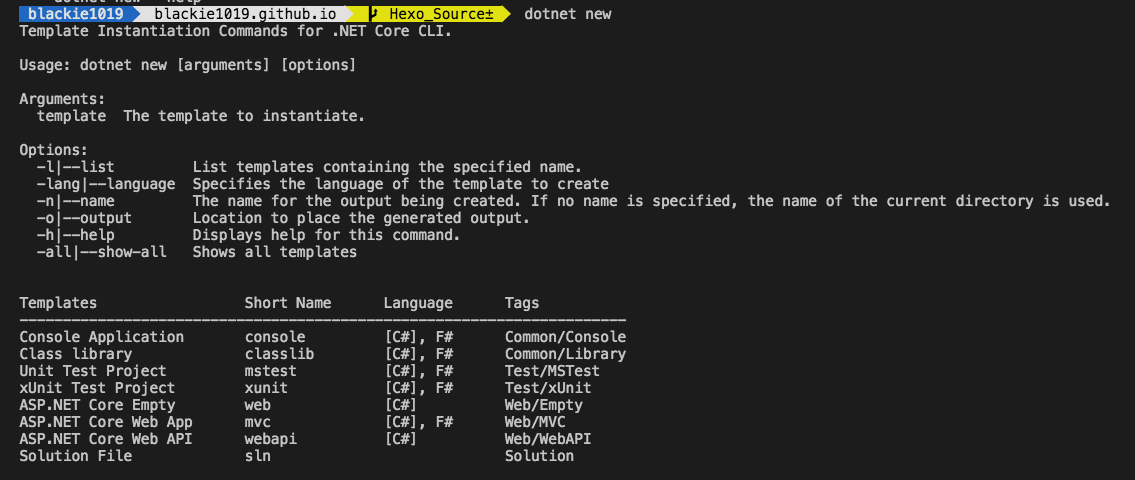 dotnet new --help
blackie1019 blackie1019.github.io Hexo_Source± dotnet new
Template Instantiation Commands for .NET Core CLI.
Usage: dotnet new [arguments] [options]
Arguments:
template  The template to instantiate.
Options:
-l|--list         List templates containing the specified name.
-lang|--language  Specifies the language of the template to create
-n|--name         The name for the output being created. If no name is specified, the name of the current directory is used.
-o|--output       Location to place the generated output.
-h|--help         Displays help for this command.
-all|--show-all   Shows all templates
Templates                 Short Name      Language      Tags
----------------------------------------------------------------------
Console Application       console         [C#], F#      Common/Console
Class library             classlib        [C#], F#      Common/Library
Unit Test Project         mstest          [C#], F#      Test/MSTest
xUnit Test Project        xunit           [C#], F#      Test/xUnit
ASP.NET Core Empty        web             [C#]          Web/Empty
ASP.NET Core Web App      mvc             [C#], F#      Web/MVC
ASP.NET Core Web API      webapi          [C#]          Web/WebAPI
Solution File             sln                           Solution